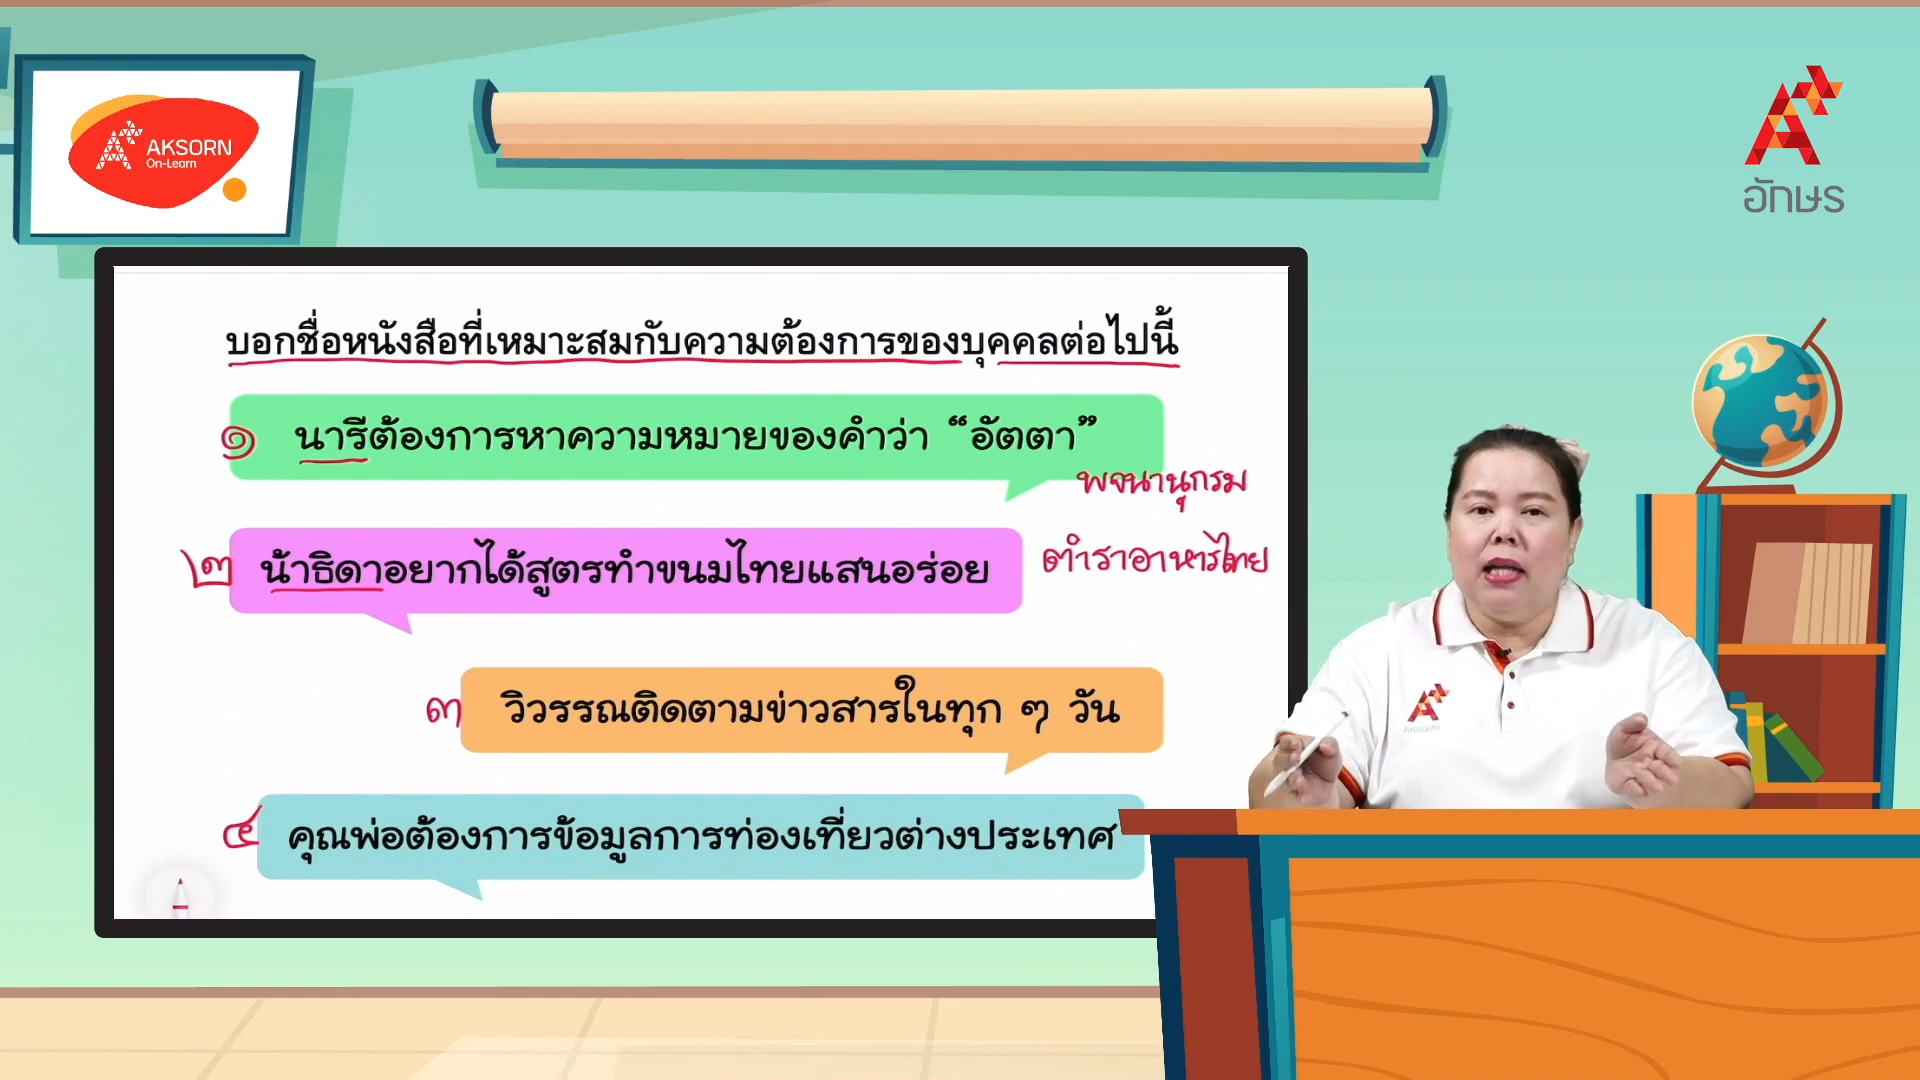 AKSORN
On-Learn
อักษร
บอกชื่อหนังสือที่เหมาะสมกับความต้องการของบุคคลต่อไปนี้
๑ นารีต้องการหาความหมายของคำว่า “อัตตา”
พจนานุกรม
๒ น้าธิดาอยากได้สูตรทำขนมไทยแสนอร่อย
ตำราอาหารไทย
๓ วิวรรณติดตามข่าวสารในทุก ๆ วัน
๔ คุณพ่อต้องการข้อมูลการท่องเที่ยวต่างประเทศ
AKSORN